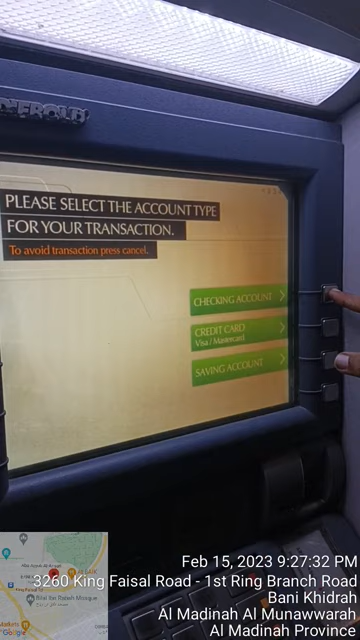 PLEASE SELECT THE ACCOUNT TYPE
FOR YOUR TRANSACTION.
To avoid transaction press cancel.
CHECKING ACCOUNT
CREDIT CARD
Visa / Mastercard
SAVING ACCOUNT
Google
Feb 15, 2023 9:27:32 PM
3260 King Faisal Road - 1st Ring Branch Road
Bani Khidrah
Al Madinah Al Munawwarah
Al Madinah Province